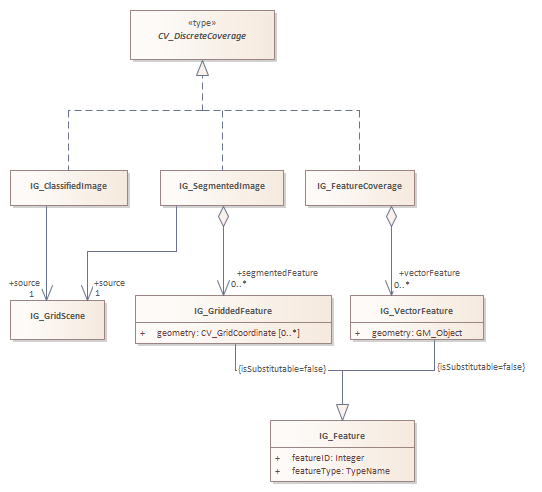 «type»
CV_DiscreteCoverage
IG_ClassifiedImage
IG_SegmentedImage
IG_FeatureCoverage
+source
1
+source
1
+segmentedFeature
0..*
+vectorFeature
0..*
IG_GridScene
IG_GriddedFeature
+ geometry: CV_GridCoordinate [0..*]
IG_VectorFeature
+ geometry: GM_Object
{isSubstitutable=false}
{isSubstitutable=false}
IG_Feature
+ featureID: Integer
+ featureType: TypeName